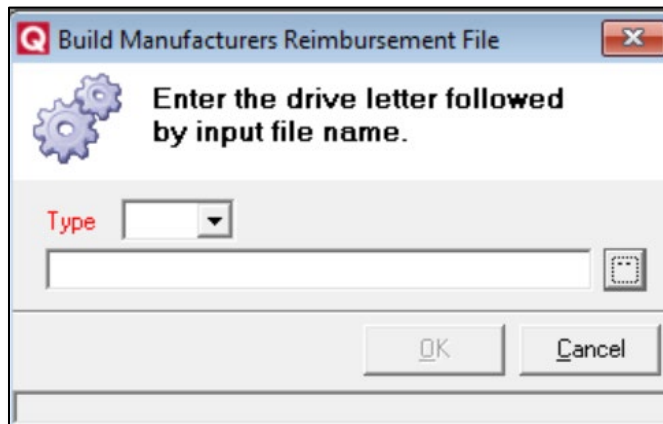 Q Build Manufacturers Reimbursement File
Enter the drive letter followed
by input file name.
Type
OK Cancel